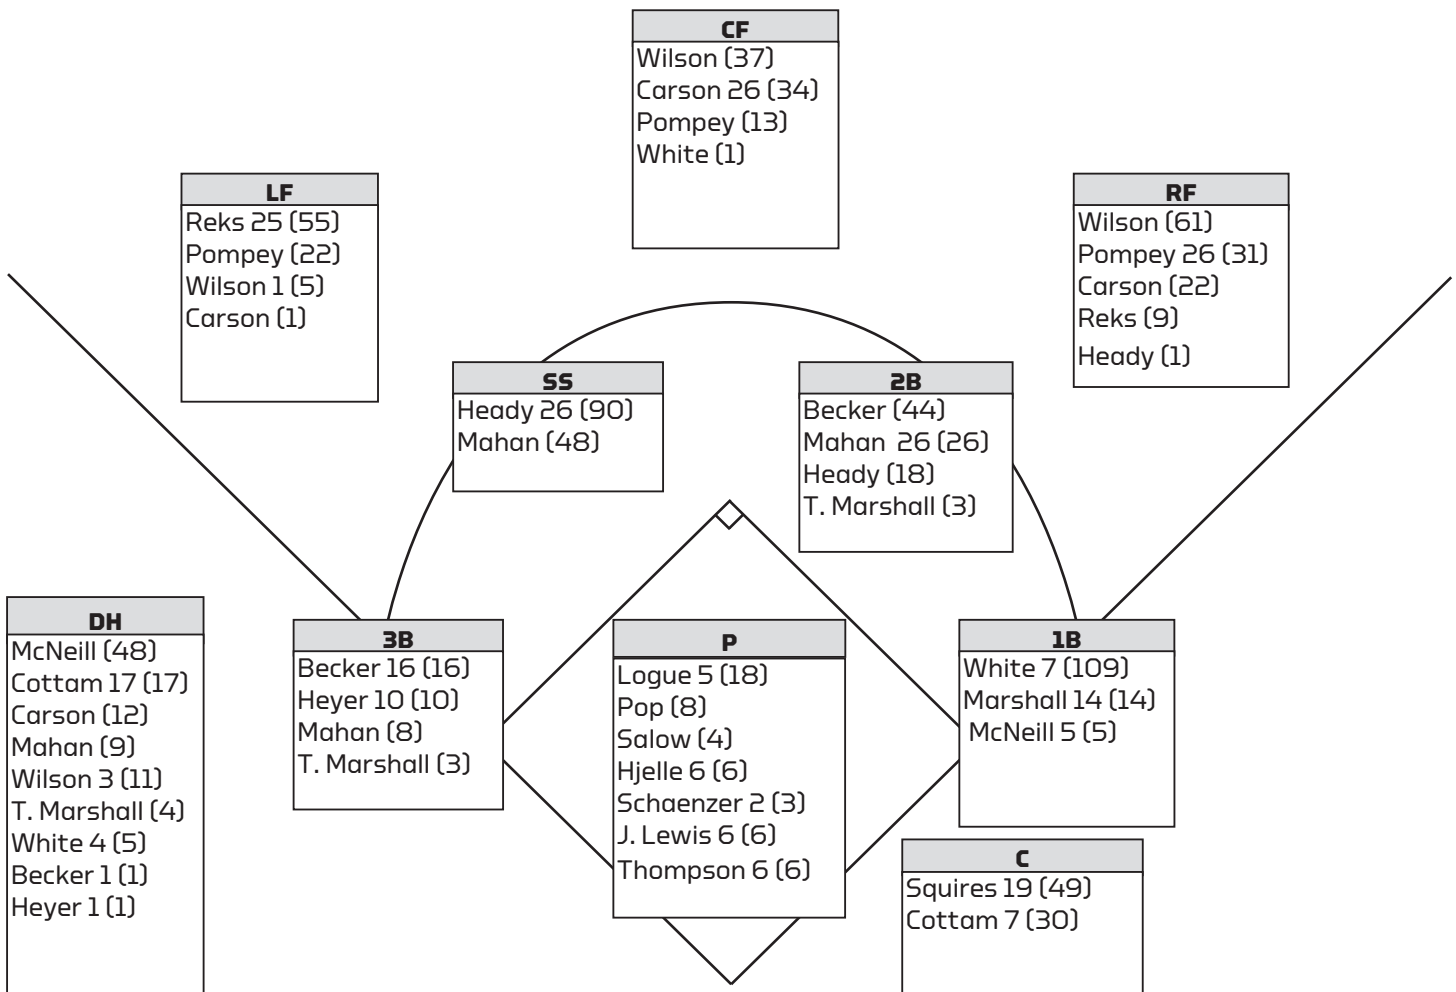 CF
Wilson (37)
Carson 26 (34)
Pompey (13)
White (1)
LF
Reks 25 (55)
Pompey (22)
Wilson 1 (5)
Carson (1)
RF
Wilson (61)
Pompey 26 (31)
Carson (22)
Reks (9)
Heady (1)
SS
Heady 26 (90)
Mahan (48)
2B
Becker (44)
Mahan 26 (26)
Heady (18)
T. Marshall (3)
DH
McNeill (48)
Cottam 17 (17)
Carson (12)
Mahan (9)
Wilson 3 (11)
T. Marshall (4)
White 4 (5)
Becker 1 (1)
Heyer 1 (1)
3B
Becker 16 (16)
Heyer 10 (10)
Mahan (8)
T. Marshall (3)
P
Logue 5 (18)
Pop (8)
Salow (4)
Hjelle 6 (6)
Schaenzer 2 (3)
J. Lewis 6 (6)
Thompson 6 (6)
1B
White 7 (109)
Marshall 14 (14)
McNeill 5 (5)
C
Squires 19 (49)
Cottam 7 (30)